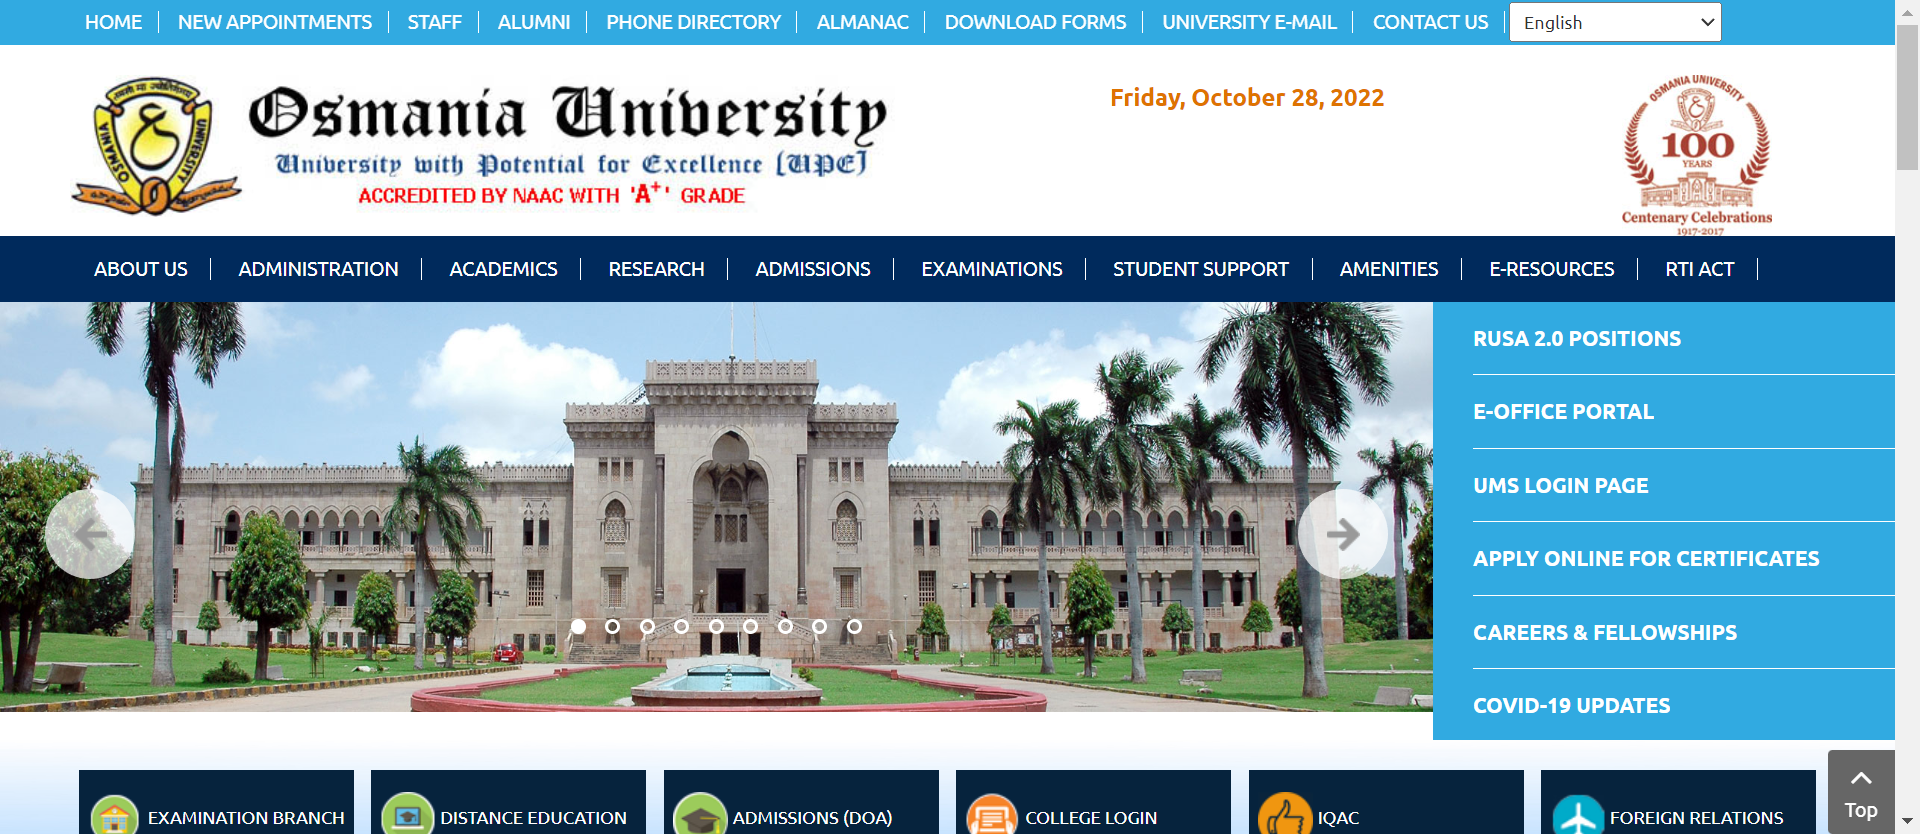 HOME
NEW APPOINTMENTS
STAFF
ALUMNI
PHONE DIRECTORY
ALMANAC
DOWNLOAD FORMS
UNIVERSITY E-MAIL
CONTACT US
English
OSMANIA UNIVERSITY
Osmania University
University with Potential for Excellence [UPE]
ACCREDITED BY NAAC WITH 'A+' GRADE
Friday, October 28, 2022
OSMANIA UNIVERSITY
100
YEARS
Centenary Celebrations
1917-2017
ABOUT US
ADMINISTRATION
ACADEMICS
RESEARCH
ADMISSIONS
EXAMINATIONS
STUDENT SUPPORT
AMENITIES
E-RESOURCES
RTI ACT
RUSA 2.0 POSITIONS
E-OFFICE PORTAL
UMS LOGIN PAGE
APPLY ONLINE FOR CERTIFICATES
CAREERS & FELLOWSHIPS
COVID-19 UPDATES
EXAMINATION BRANCH
DISTANCE EDUCATION
ADMISSIONS (DOA)
COLLEGE LOGIN
IQAC
FOREIGN RELATIONS
Top